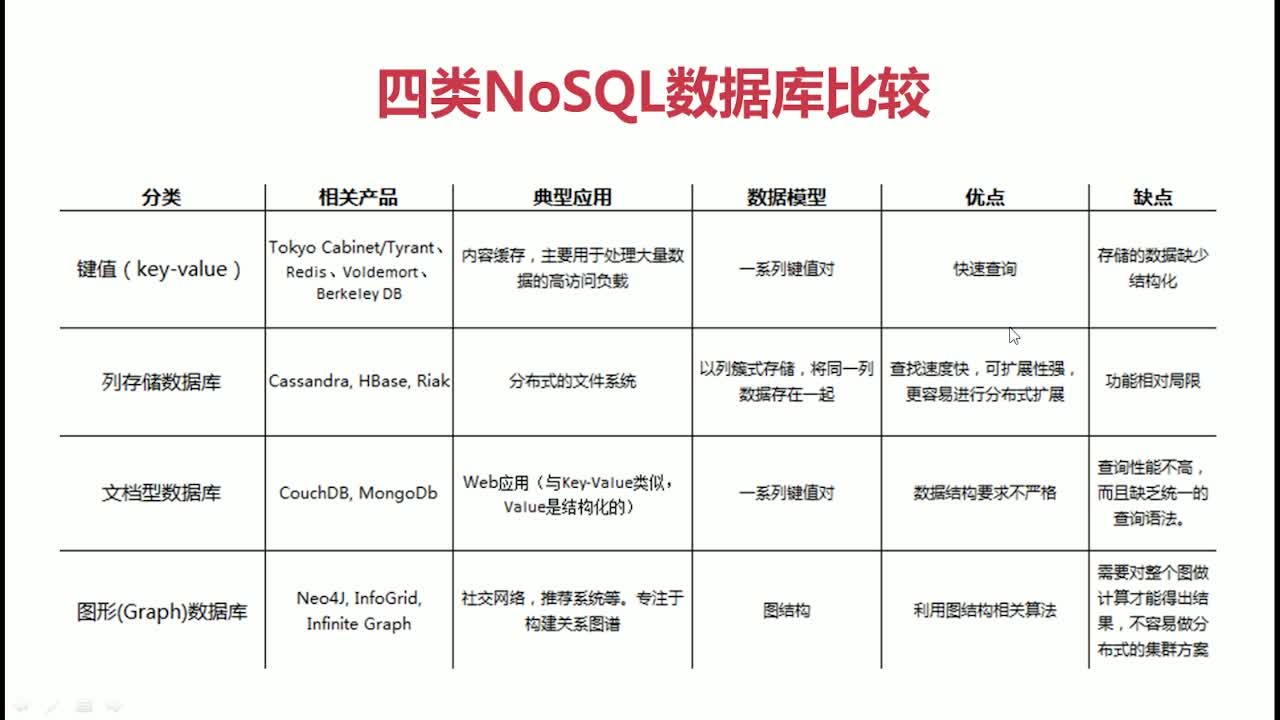 四类NoSQL数据库比较
分类 相关产品 典型应用 数据模型 优点 缺点
键值（key-value）
Tokyo Cabinet/Tyrant、
Redis、Voldemort、
Berkeley DB
内容缓存，主要用于处理大量数
据的高访问负载
一系列键值对
快速查询
存储的数据缺少
结构化
列存储数据库
Cassandra, HBase, Riak
分布式的文件系统
以列簇式存储，将同一列
数据存在一起
查找速度快，可扩展性强，
更容易进行分布式扩展
功能相对局限
文档型数据库
CouchDB, MongoDb
Web应用（与Key-Value类似，
Value是结构化的）
一系列键值对
数据结构要求不严格
查询性能不高，
而且缺乏统一的
查询语法。
图形(Graph)数据库
Neo4J, InfoGrid,
Infinite Graph
社交网络，推荐系统等。专注于
构建关系图谱
图结构
利用图结构相关算法
需要对整个图做
计算才能得出结
果，不容易做分
布式的集群方案